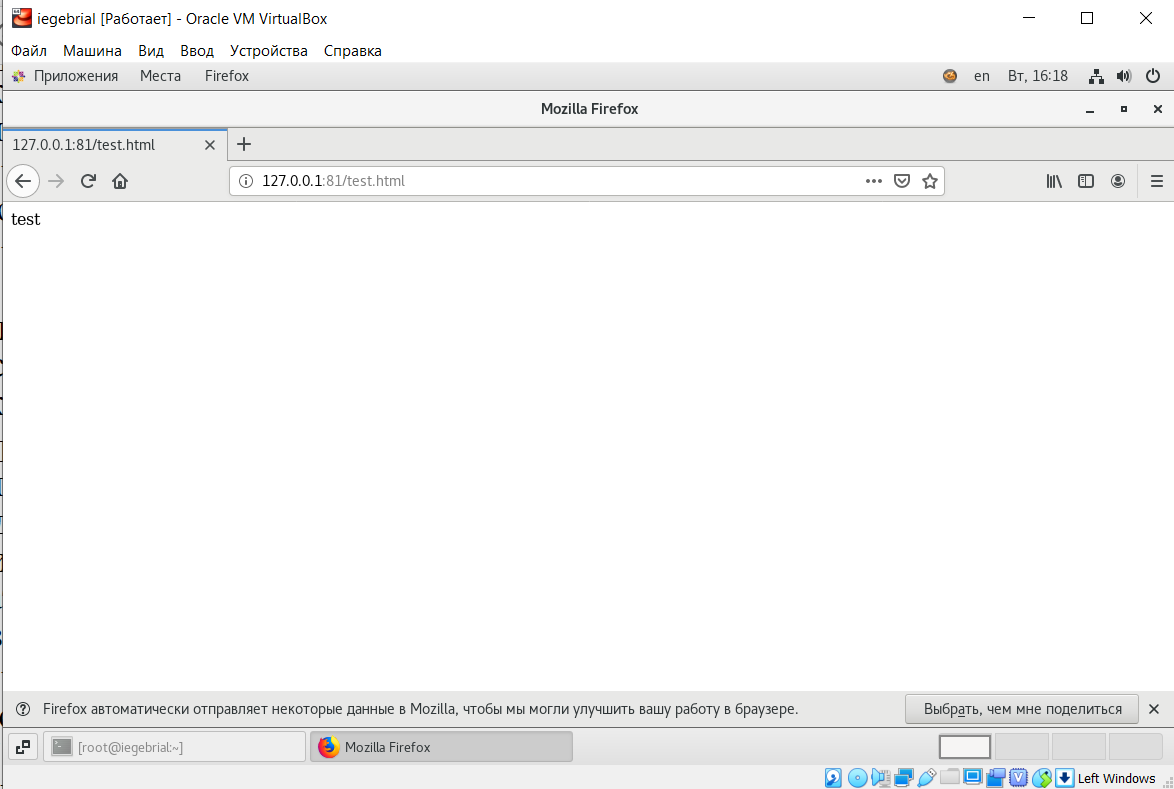 iegebrial [Работает] - Oracle VM VirtualBox
Файл Машина Вид Ввод Устройства Справка
Приложения Места Firefox en Вт, 16:18
Mozilla Firefox
127.0.0.1:81/test.html
127.0.0.1:81/test.html
test
Firefox автоматически отправляет некоторые данные в Mozilla, чтобы мы могли улучшить вашу работу в браузере. Выбрать, чем мне поделиться
[root@iegebrial:~] Mozilla Firefox
Left Windows